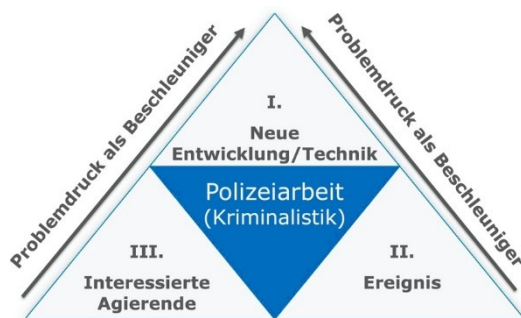 Problemdruck als Beschleuniger
Problemdruck als Beschleuniger
I.
Neue
Entwicklung/Technik
Polizeiarbeit
(Kriminalistik)
III.
Interessierte
Agierende
II.
Ereignis